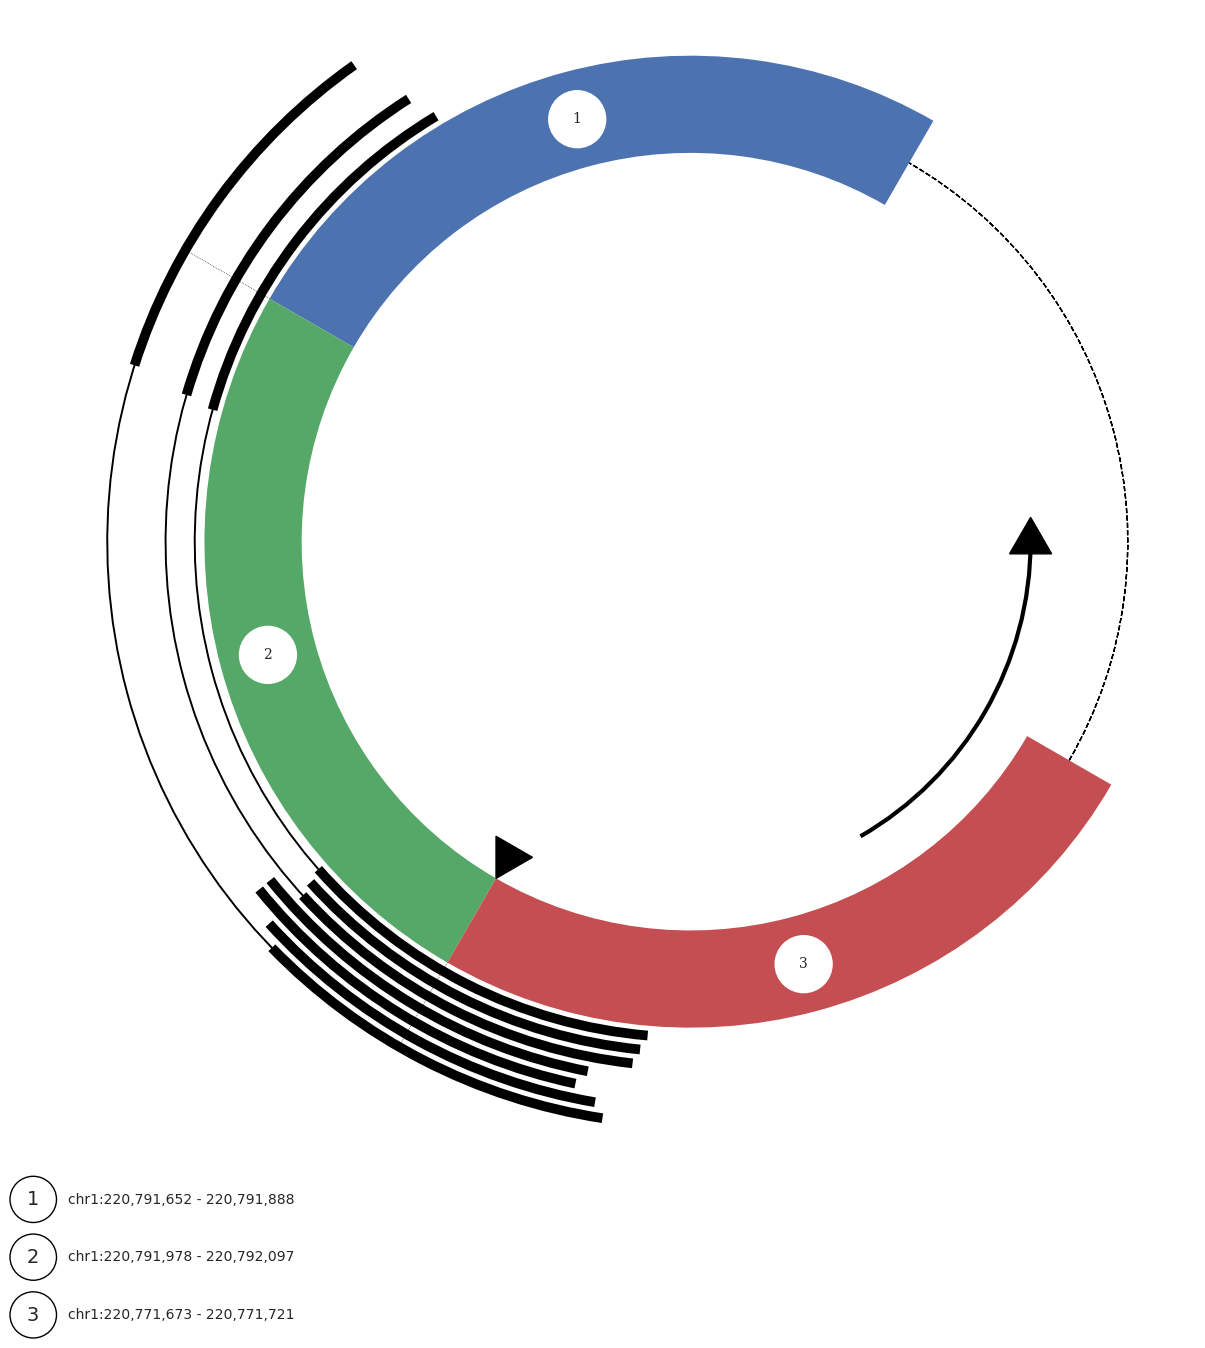 1
2
3
1 chr1:220,791,652 - 220,791,888
2 chr1:220,791,978 - 220,792,097
3 chr1:220,771,673 - 220,771,721